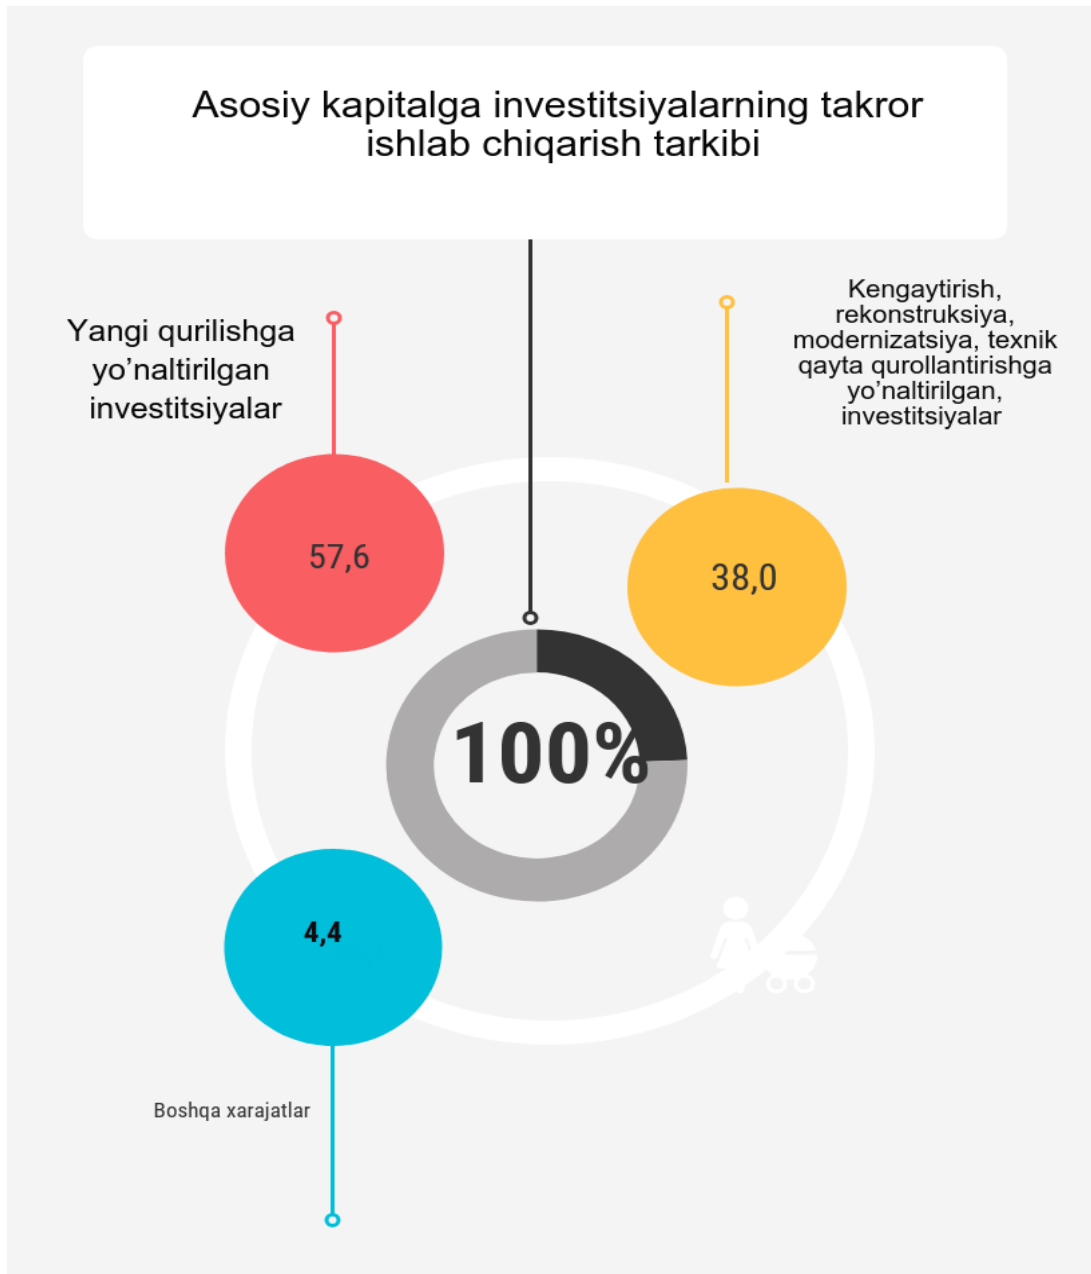 Asosiy kapitalga investitsiyalarning takror
ishlab chiqarish tarkibi
Yangi qurilishga
yo’naltirilgan
investitsiyalar
Kengaytirish,
rekonstruksiya,
modernizatsiya, texnik
qayta qurollantirishga
yo’naltirilgan,
investitsiyalar
57,6
38,0
100%
4,4
Boshqa xarajatlar